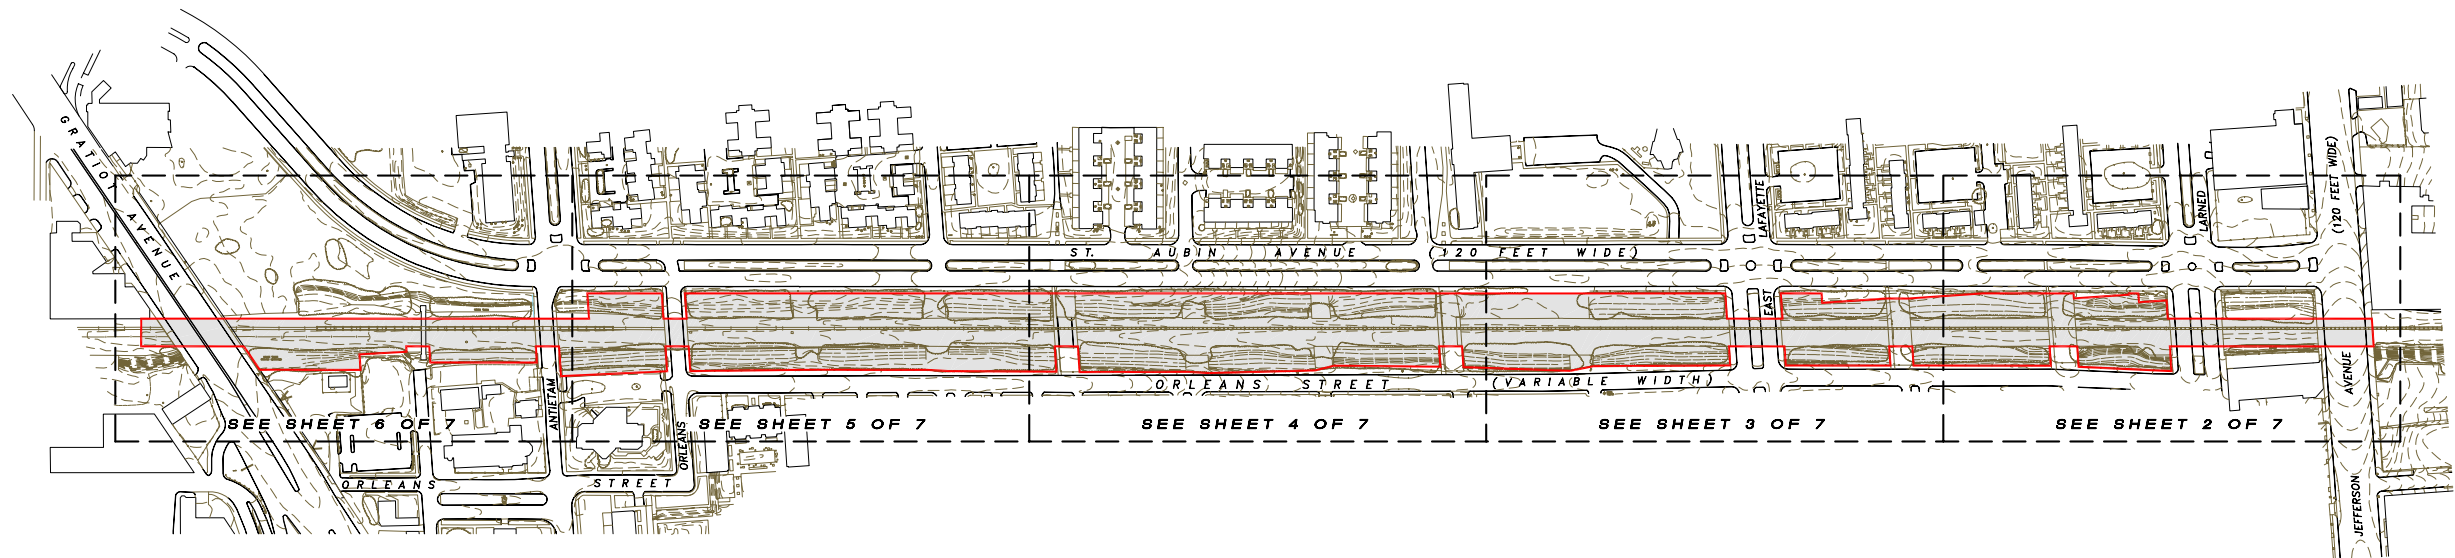 GRATIOT AVENUE
ST. AUBIN AVENUE (120 FEET WIDE)
LAFAYETTE
EAST
LARNED
(120 FEET WIDE)
AVENUE
JEFFERSON
ORLEANS STREET (VARIABLE WIDTH)
ANTIETAM
ORLEANS
SEE SHEET 6 OF 7
SEE SHEET 5 OF 7
SEE SHEET 4 OF 7
SEE SHEET 3 OF 7
SEE SHEET 2 OF 7
ORLEANS STREET